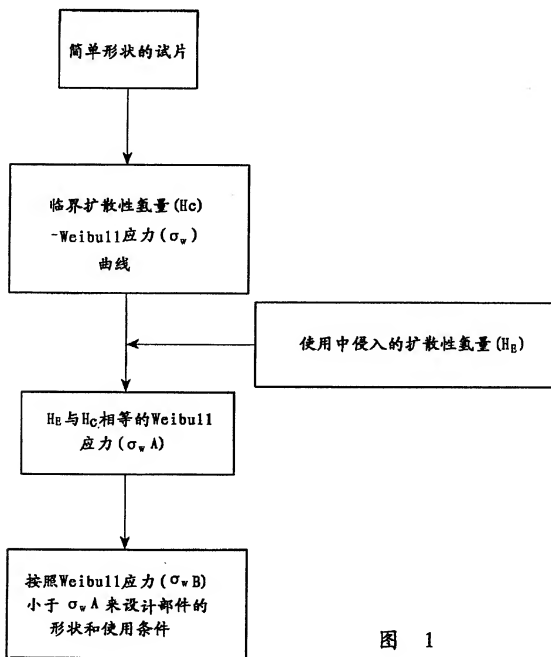 简单形状的试片
临界扩散性氢量(Hc)
-Weibull应力(σw)
曲线
使用中侵入的扩散性氢量(HE)
HE与HC相等的Weibull
应力(σw A)
按照Weibull应力(σw B)
小于 σw A 来设计部件的
形状和使用条件
图 1